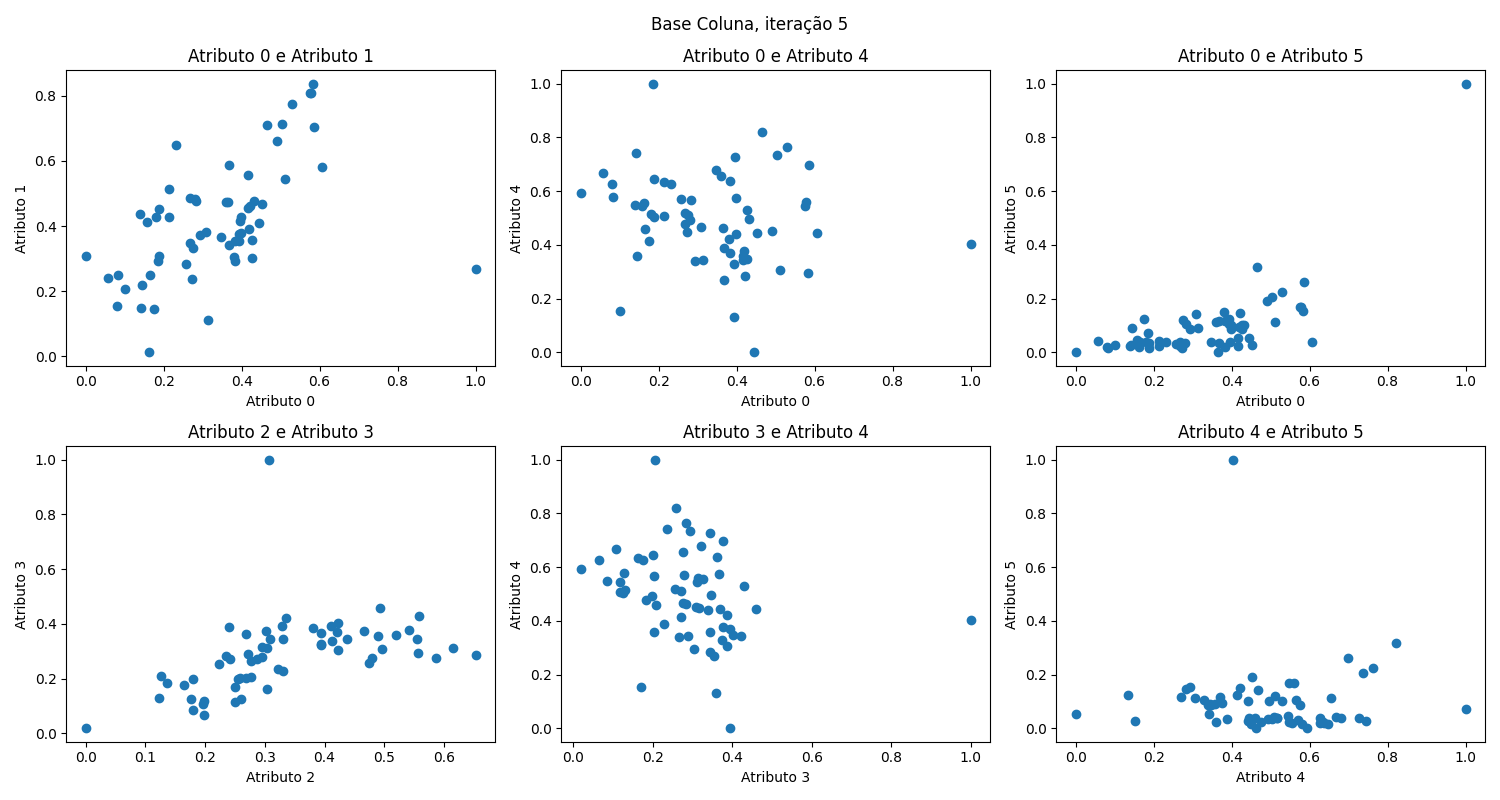 Base Coluna, iteração 5
Atributo 0 e Atributo 1
Atributo 1
0.8
0.6
0.4
0.2
0.0
0.0 0.2 0.4 0.6 0.8 1.0
Atributo 0
Atributo 0 e Atributo 4
Atributo 4
1.0
0.8
0.6
0.4
0.2
0.0
0.0 0.2 0.4 0.6 0.8 1.0
Atributo 0
Atributo 0 e Atributo 5
Atributo 5
1.0
0.8
0.6
0.4
0.2
0.0
0.0 0.2 0.4 0.6 0.8 1.0
Atributo 0
Atributo 2 e Atributo 3
Atributo 3
1.0
0.8
0.6
0.4
0.2
0.0
0.0 0.1 0.2 0.3 0.4 0.5 0.6
Atributo 2
Atributo 3 e Atributo 4
Atributo 4
1.0
0.8
0.6
0.4
0.2
0.0
0.0 0.2 0.4 0.6 0.8 1.0
Atributo 3
Atributo 4 e Atributo 5
Atributo 5
1.0
0.8
0.6
0.4
0.2
0.0
0.0 0.2 0.4 0.6 0.8 1.0
Atributo 4